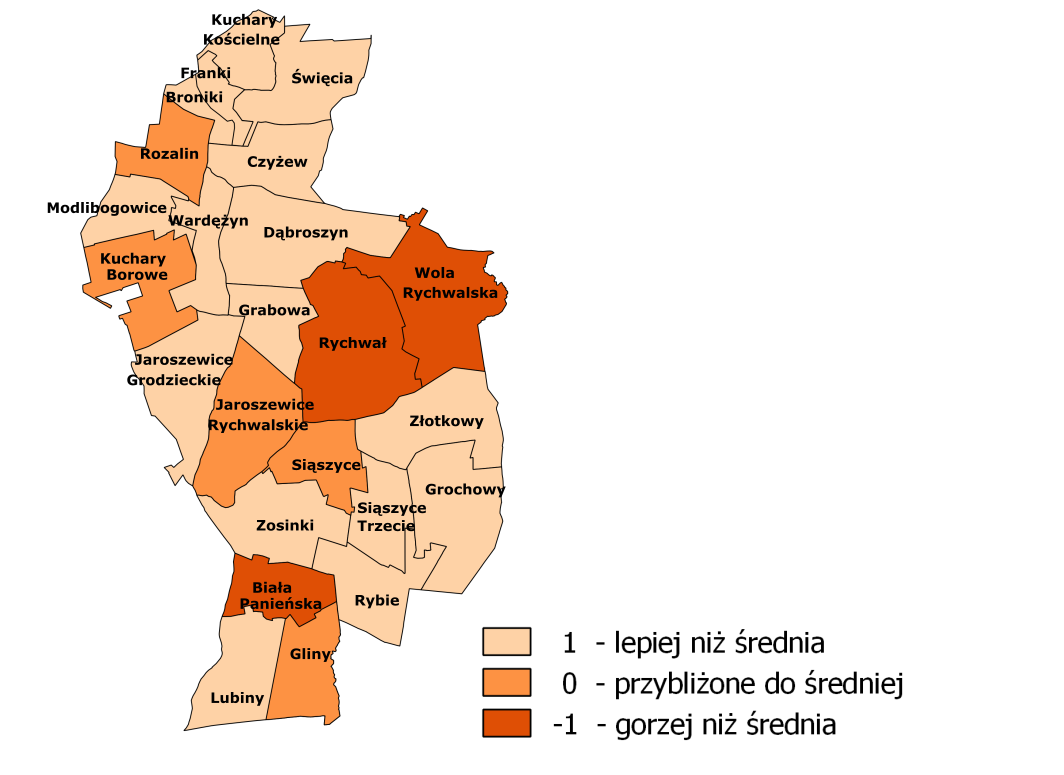 Kuchary
Kościelne
Franki
Święcia
Broniki
Rozalin
Czyżew
Modlibogowice
Wardężyn
Dąbroszyn
Kuchary
Borowe
Wola
Rychwalska
Grabowa
Rychwał
Jaroszewice
Grodzieckie
Jaroszewice
Rychwalskie
Złotkowy
Siąszyce
Grochowy
Siąszyce
Trzecie
Zosinki
Biała
Panieńska
Rybie
Gliny
Lubiny
1 - lepiej niż średnia
0 - przybliżone do średniej
-1 - gorzej niż średnia